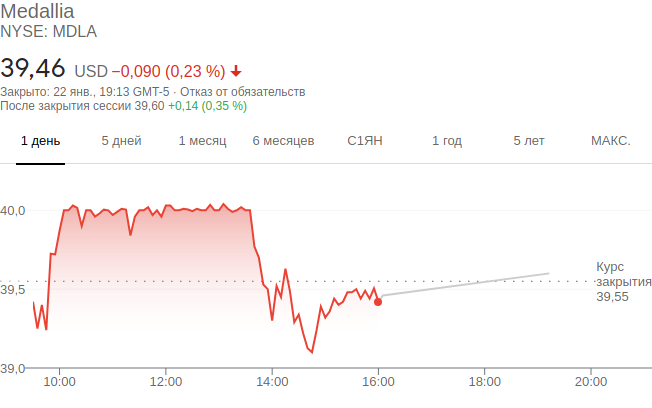 Medallia
NYSE: MDLA
39,46 USD −0,090 (0,23 %)
Закрыто: 22 янв., 19:13 GMT-5 · Отказ от обязательств
После закрытия сессии 39,60 +0,14 (0,35 %)
1 день 5 дней 1 месяц 6 месяцев С1ЯН 1 год 5 лет МАКС.
40,0
Курс
закрытия
39,55
39,5
39,0
10:00 12:00 14:00 16:00 18:00 20:00